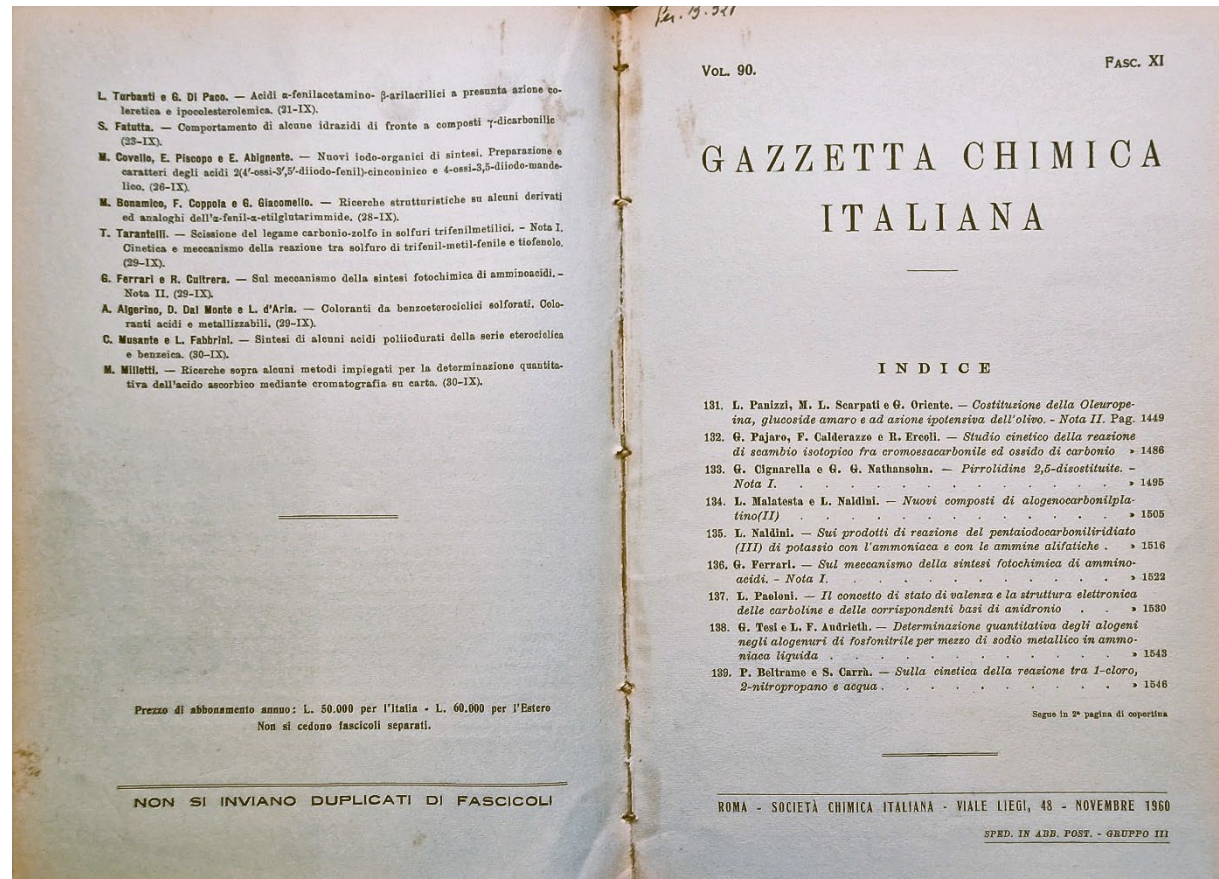 L. Turbanti e G. Di Paco. — Acidi α-fenilacetamino- β-arilacrilici a presunta azione co-
leretica e ipocolesterolemica. (21-IX).
S. Fatutta. — Comportamento di alcune idrazidi di fronte a composti γ-dicarbonilic
(23-IX).
M. Covello, E. Piscopo e E. Abignente. — Nuovi iodo-organici di sintesi. Preparazione e
caratteri degli acidi 2(4'-ossi-3',5'-diiodo-fenil)-cinconinico e 4-ossi-3,5-diiodo-mande-
lico. (26-IX).
M. Bonamico, F. Coppola e G. Giacomello. — Ricerche strutturistiche su alcuni derivati
ed analoghi dell'α-fenil-α-etilglutarimmide. (28-IX).
T. Tarantelli. — Scissione del legame carbonio-zolfo in solfuri trifenilmetilici. - Nota I.
Cinetica e meccanismo della reazione tra solfuro di trifenil-metil-fenile e tiofenolo.
(29-IX).
G. Ferrari e R. Cultrera. — Sul meccanismo della sintesi fotochimica di amminoacidi. -
Nota II. (29-IX).
A. Algerino, D. Dal Monte e L. d'Aria. — Coloranti da benzoeterociclici solforati. Colo-
ranti acidi e metallizzabili. (29-IX).
C. Musante e L. Fabbrini. — Sintesi di alcuni acidi poliiodurati della serie eterociclica
e benzeica. (30-IX).
M. Milletti. — Ricerche sopra alcuni metodi impiegati per la determinazione quantita-
tiva dell'acido ascorbico mediante cromatografia su carta. (30-IX).
Prezzo di abbonamento annuo: L. 50.000 per l'Italia - L. 60.000 per l'Estero
Non si cedono fascicoli separati.
NON SI INVIANO DUPLICATI DI FASCICOLI
VOL. 90.
FASC. XI
GAZZETTA CHIMICA
ITALIANA
INDICE
131. L. Panizzi, M. L. Scarpati e G. Oriente. — Costituzione della Oleurope-
ina, glucoside amaro e ad azione ipotensiva dell'olivo. - Nota II. Pag. 1449
132. G. Pajaro, F. Calderazzo e R. Ercoli. — Studio cinetico della reazione
di scambio isotopico fra cromoesacarbonile ed ossido di carbonio » 1486
133. G. Cignarella e G. G. Nathansohn. — Pirrolidine 2,5-disostituite. -
Nota I. . . . . . . . . . . . » 1495
134. L. Malatesta e L. Naldini. — Nuovi composti di alogenocarbonilpla-
tino(II) . . . . . . . . . . . » 1505
135. L. Naldini. — Sui prodotti di reazione del pentaiodocarboniliridiato
(III) di potassio con l'ammoniaca e con le ammine alifatiche . » 1516
136. G. Ferrari. — Sul meccanismo della sintesi fotochimica di ammino-
acidi. - Nota I. . . . . . . . . . » 1522
137. L. Paoloni. — Il concetto di stato di valenza e la struttura elettronica
delle carboline e delle corrispondenti basi di anidronio . . » 1530
138. G. Tesi e L. F. Audrieth. — Determinazione quantitativa degli alogeni
negli alogenuri di fosfonitrile per mezzo di sodio metallico in ammo-
niaca liquida . . . . . . . . . . » 1543
139. P. Beltrame e S. Carrà. — Sulla cinetica della reazione tra 1-cloro,
2-nitropropano e acqua . . . . . . . . » 1546
Segue in 2ª pagina di copertina
ROMA - SOCIETÀ CHIMICA ITALIANA - VIALE LIEGI, 48 - NOVEMBRE 1960
SPED. IN ABB. POST. - GRUPPO III